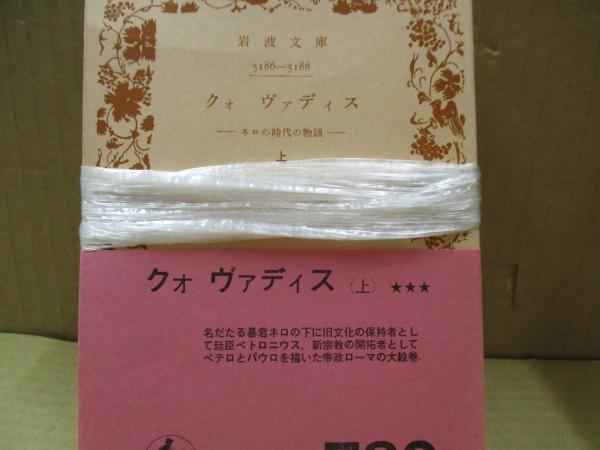 岩波文庫
5186—5188
クォ ヴァディス
— ネロの時代の物語 —
上
クォ ヴァディス (上) ★★★
名だたる暴君ネロの下に旧文化の保持者とし
て廷臣ペトロニウス，新宗教の開拓者として
ペテロとパウロを描いた帝政ローマの大絵巻．